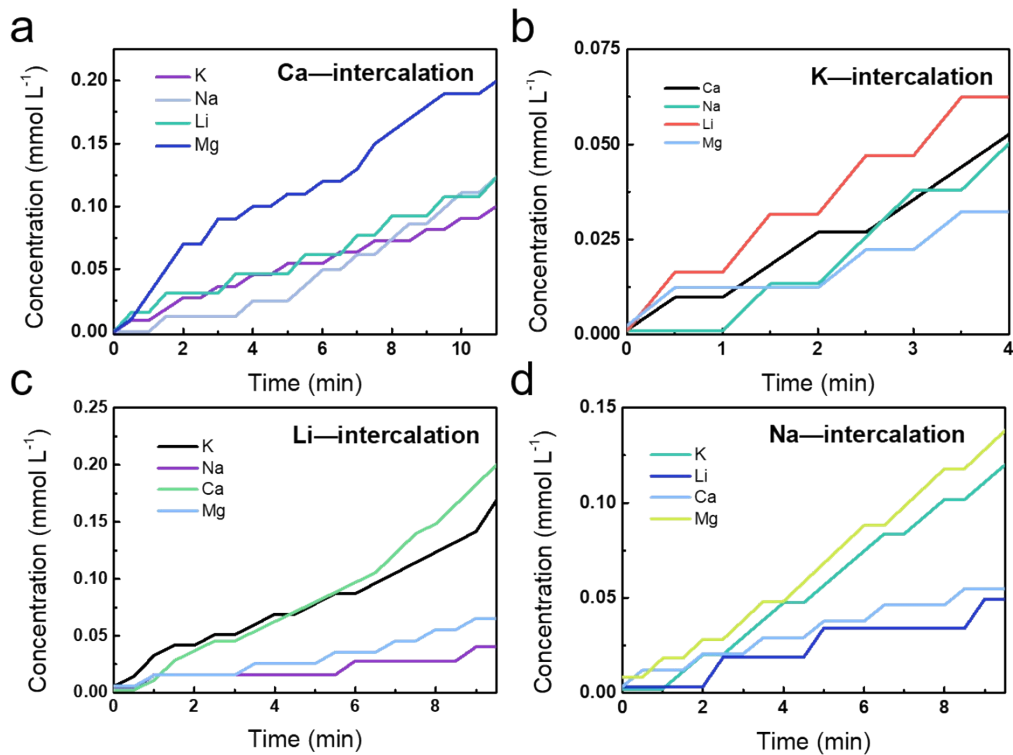 a
Ca—intercalation
K
Na
Li
Mg
Concentration (mmol L⁻¹)
0.20
0.15
0.10
0.05
0.00
0 2 4 6 8 10
Time (min)
b
K—intercalation
Ca
Na
Li
Mg
Concentration (mmol L⁻¹)
0.075
0.050
0.025
0.000
0 1 2 3 4
Time (min)
c
Li—intercalation
K
Na
Ca
Mg
Concentration (mmol L⁻¹)
0.25
0.20
0.15
0.10
0.05
0.00
0 2 4 6 8
Time (min)
d
Na—intercalation
K
Li
Ca
Mg
Concentration (mmol L⁻¹)
0.15
0.10
0.05
0.00
0 2 4 6 8
Time (min)